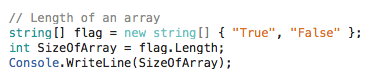 // Length of an array
string[] flag = new string[] { "True", "False" };
int SizeOfArray = flag.Length;
Console.WriteLine(SizeOfArray);